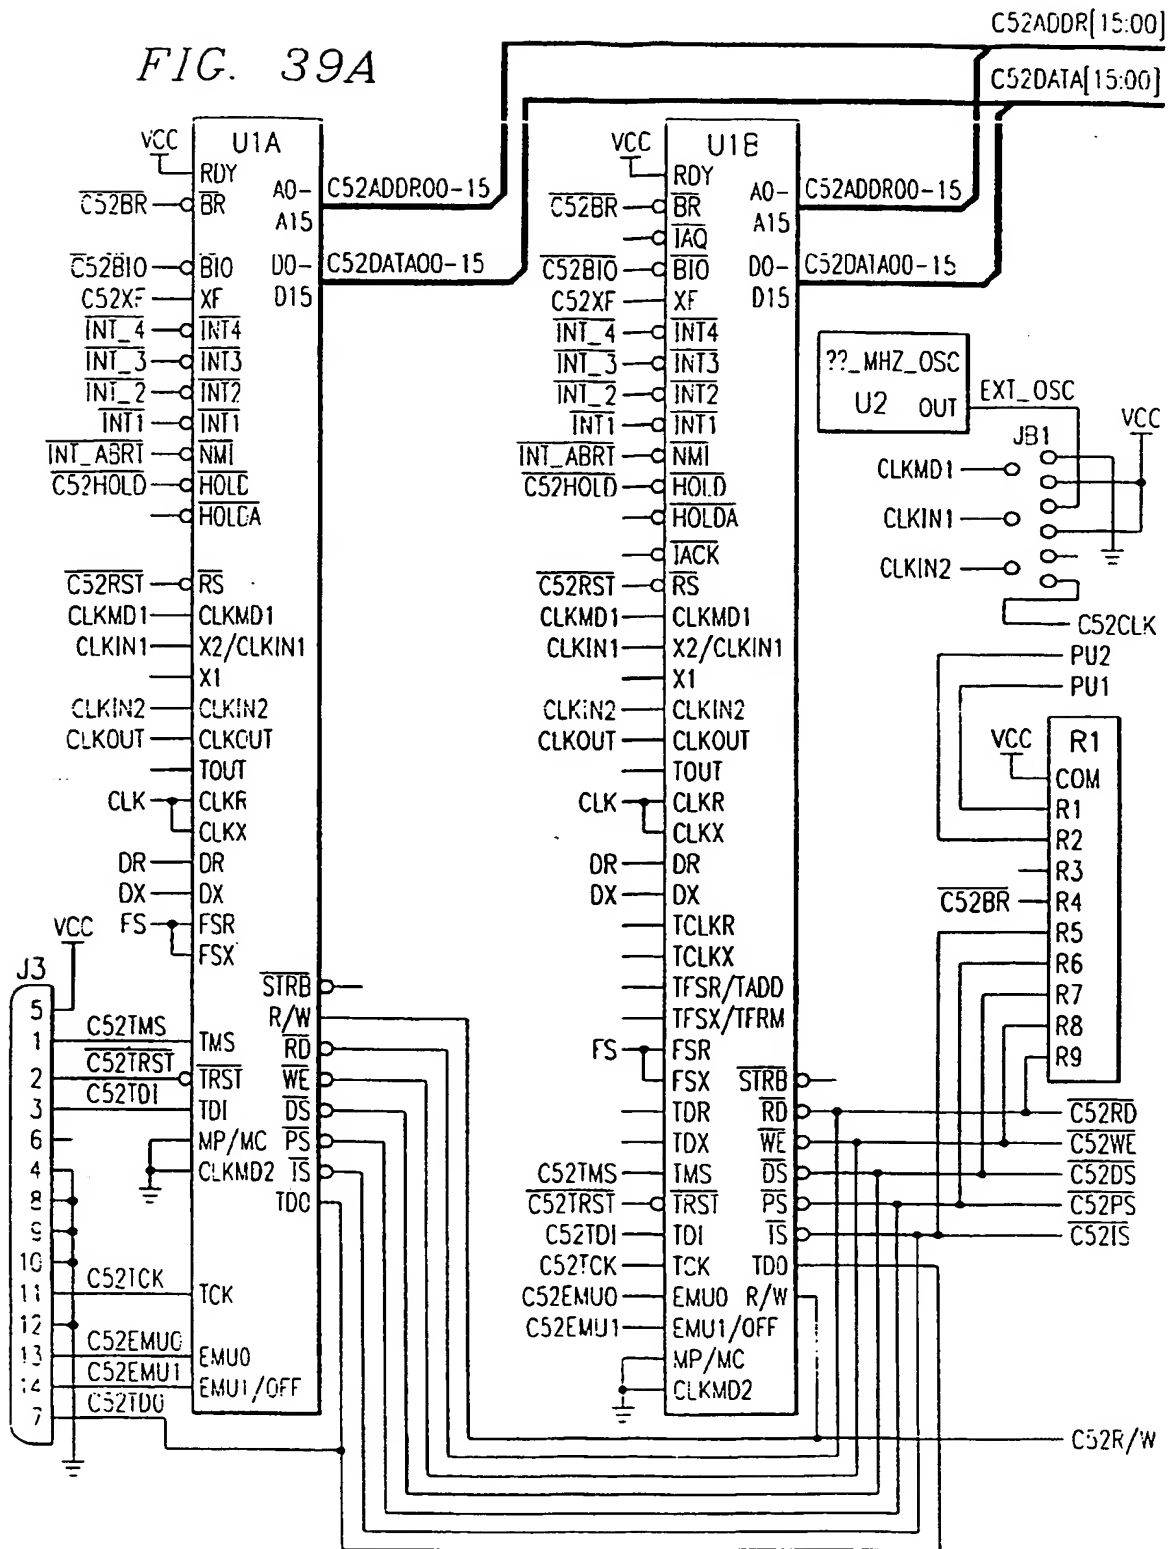 FIG. 39A
C52ADDR[15:00]
C52DATA[15:00]
VCC
U1A
RDY
C52BR
BR
A0-
A15
C52ADDR00-15
C52BIO
BIO
D0-
D15
C52DATA00-15
C52XF
XF
INT_4
INT4
INT_3
INT3
INT_2
INT2
INT1
INT1
INT_ABRT
NMI
C52HOLD
HOLD
HOLDA
C52RST
RS
CLKMD1
CLKMD1
CLKIN1
X2/CLKIN1
X1
CLKIN2
CLKIN2
CLKOUT
CLKOUT
TOUT
CLK
CLKR
CLKX
DR
DR
DX
DX
FS
FSR
FSX
STRB
R/W
RD
WE
DS
PS
IS
TDO
VCC
J3
5
1
C52TMS
TMS
2
C52TRST
TRST
3
C52TDI
TDI
6
MP/MC
4
CLKMD2
8
9
10
11
C52TCK
TCK
12
13
C52EMU0
EMU0
14
C52EMU1
EMU1/OFF
7
C52TDO
VCC
U1B
RDY
C52BR
BR
IAQ
A0-
A15
C52ADDR00-15
C52BIO
BIO
D0-
D15
C52DATA00-15
C52XF
XF
INT_4
INT4
INT_3
INT3
INT_2
INT2
INT1
INT1
INT_ABRT
NMI
C52HOLD
HOLD
HOLDA
IACK
C52RST
RS
CLKMD1
CLKMD1
CLKIN1
X2/CLKIN1
X1
CLKIN2
CLKIN2
CLKOUT
CLKOUT
TOUT
CLK
CLKR
CLKX
DR
DR
DX
DX
TCLKR
TCLKX
TFSR/TADD
TFSX/TFRM
FS
FSR
FSX
STRB
TDR
RD
TDX
WE
C52TMS
TMS
DS
C52TRST
TRST
PS
C52TDI
TDI
IS
C52TCK
TCK
TDO
C52EMU0
EMU0
R/W
C52EMU1
EMU1/OFF
MP/MC
CLKMD2
??_MHZ_OSC
U2
OUT
EXT_OSC
VCC
JB1
CLKMD1
CLKIN1
CLKIN2
C52CLK
PU2
PU1
VCC
R1
COM
R1
R2
R3
C52BR
R4
R5
R6
R7
R8
R9
C52RD
C52WE
C52DS
C52PS
C52IS
C52R/W